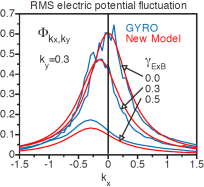 RMS electric potential fluctuation
0.7
0.6
0.5
0.4
0.3
0.2
0.1
0
Φkx,ky
ky=0.3
GYRO
New Model
γExB
0.0
0.3
0.5
-1.5 -1 -0.5 0 0.5 1 1.5
kx